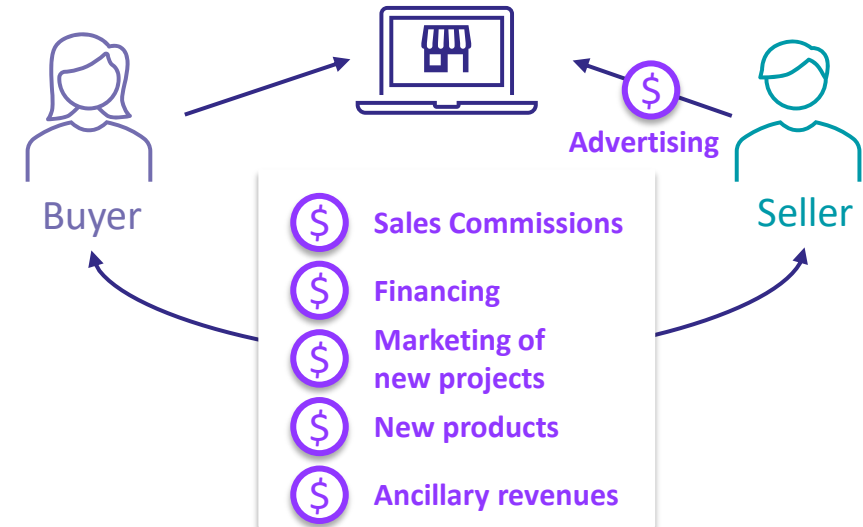 $
Advertising
Buyer
Seller
$ Sales Commissions
$ Financing
$ Marketing of
new projects
$ New products
$ Ancillary revenues